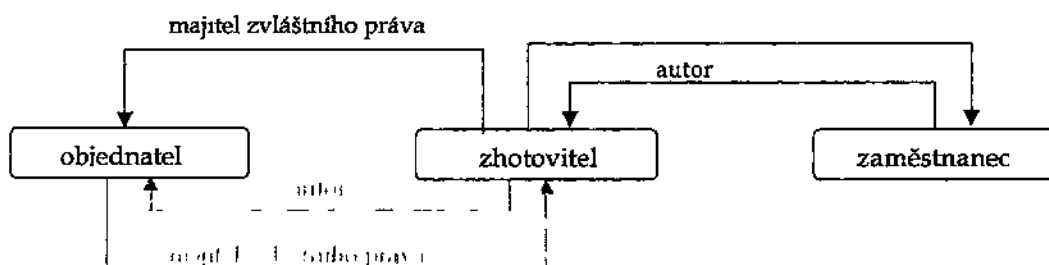 majitel zvláštního práva
autor
objednatel
zhotovitel
zaměstnanec